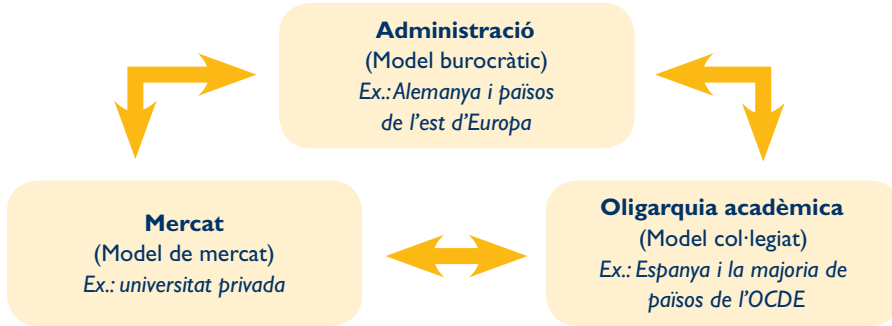 Administració
(Model burocràtic)
Ex.: Alemanya i països
de l'est d'Europa
Mercat
(Model de mercat)
Ex.: universitat privada
Oligarquia acadèmica
(Model col·legiat)
Ex.: Espanya i la majoria de
països de l'OCDE